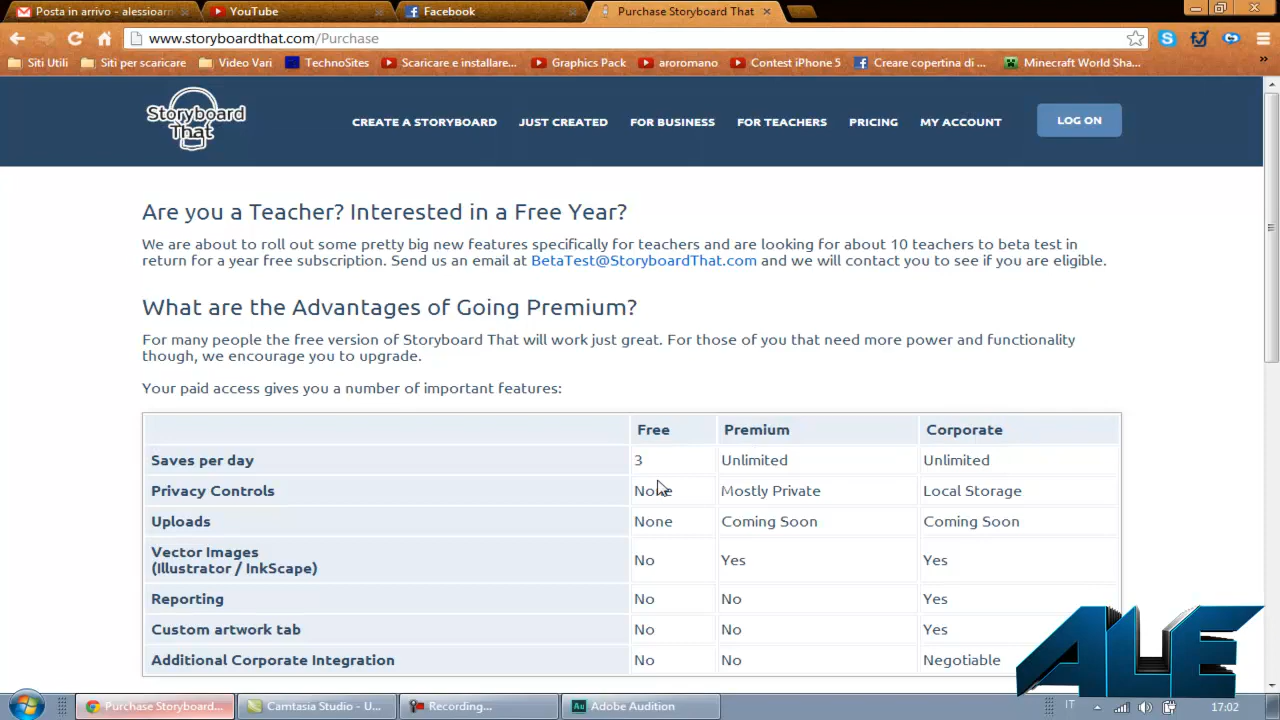 Posta in arrivo - alessioarn
YouTube
Facebook
Purchase Storyboard That
www.storyboardthat.com/Purchase
Siti Utili
Siti per scaricare
Video Vari
TechnoSites
Scaricare e installare...
Graphics Pack
aroromano
Contest iPhone 5
Creare copertina di ...
Minecraft World Sha...
Storyboard That
CREATE A STORYBOARD
JUST CREATED
FOR BUSINESS
FOR TEACHERS
PRICING
MY ACCOUNT
LOG ON
Are you a Teacher? Interested in a Free Year?
We are about to roll out some pretty big new features specifically for teachers and are looking for about 10 teachers to beta test in
return for a year free subscription. Send us an email at BetaTest@StoryboardThat.com and we will contact you to see if you are eligible.
What are the Advantages of Going Premium?
For many people the free version of Storyboard That will work just great. For those of you that need more power and functionality
though, we encourage you to upgrade.
Your paid access gives you a number of important features:
Free Premium Corporate
Saves per day 3 Unlimited Unlimited
Privacy Controls None Mostly Private Local Storage
Uploads None Coming Soon Coming Soon
Vector Images
(Illustrator / InkScape) No Yes Yes
Reporting No No Yes
Custom artwork tab No No Yes
Additional Corporate Integration No No Negotiable
ALE
Purchase Storyboard...
Camtasia Studio - U...
Recording...
Adobe Audition
IT
17:02